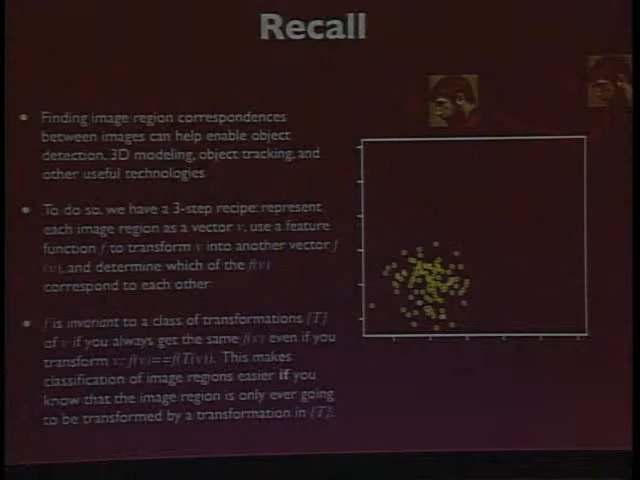 Recall
• Finding image region correspondences
between images can help enable object
detection, 3D modeling, object tracking, and
other useful technologies
• To do so, we have a 3-step recipe: represent
each image region as a vector v, use a feature
function f to transform v into another vector f
(v), and determine which of the f(v)
correspond to each other
• f is invariant to a class of transformations {T}
of v if you always get the same f(v) even if you
transform v: f(v)==f(T(v)). This makes
classification of image regions easier if you
know that the image region is only ever going
to be transformed by a transformation in {T}.